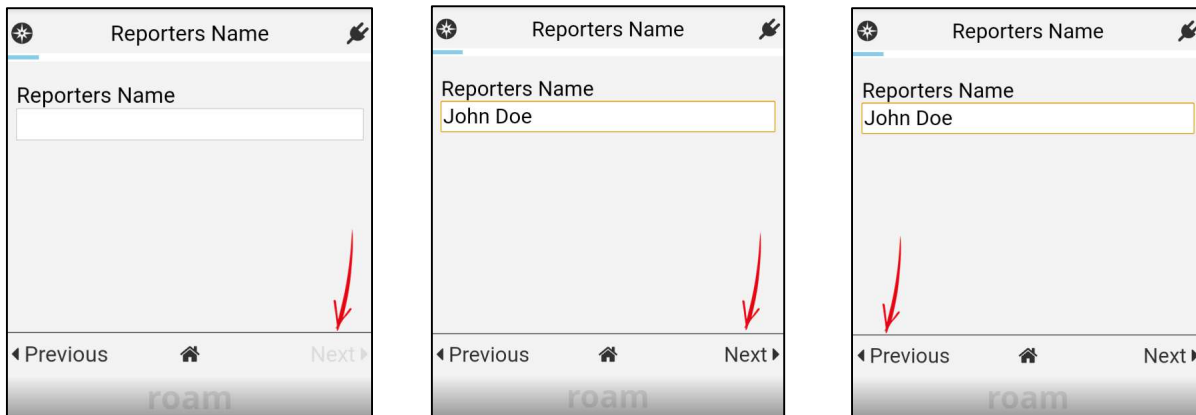 Reporters Name
Reporters Name
Previous
Next
roam
Reporters Name
Reporters Name
John Doe
Previous
Next
roam
Reporters Name
Reporters Name
John Doe
Previous
Next
roam